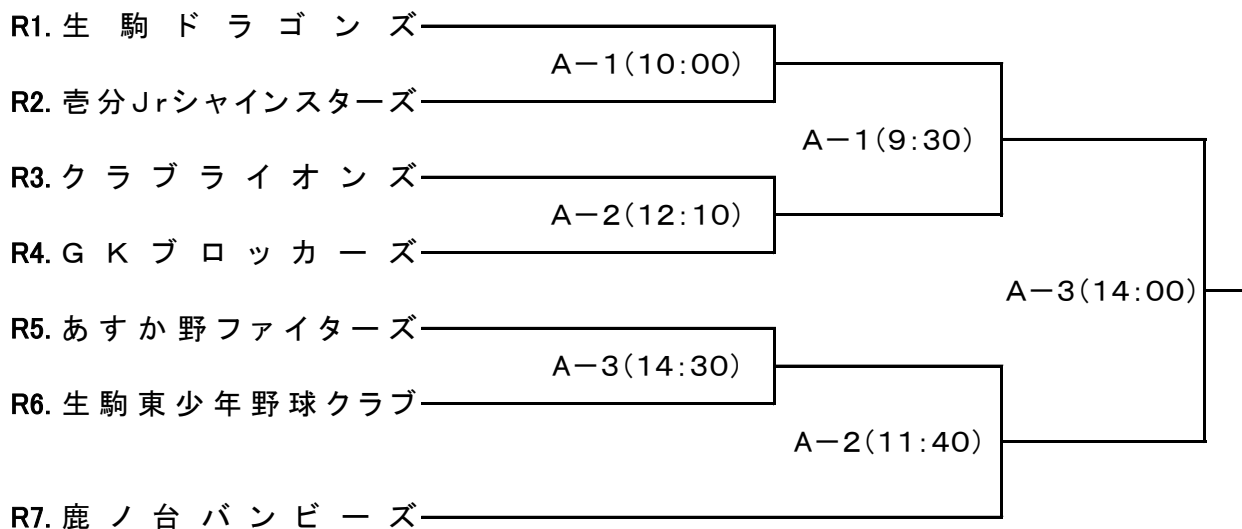 R1. 生駒ドラゴンズ
A－1(10:00)
R2. 壱分Jrシャインスターズ
A－1(9:30)
R3. クラブライオンズ
A－2(12:10)
R4. GKブロッカーズ
A－3(14:00)
R5. あすか野ファイターズ
A－3(14:30)
R6. 生駒東少年野球クラブ
A－2(11:40)
R7. 鹿ノ台バンビーズ